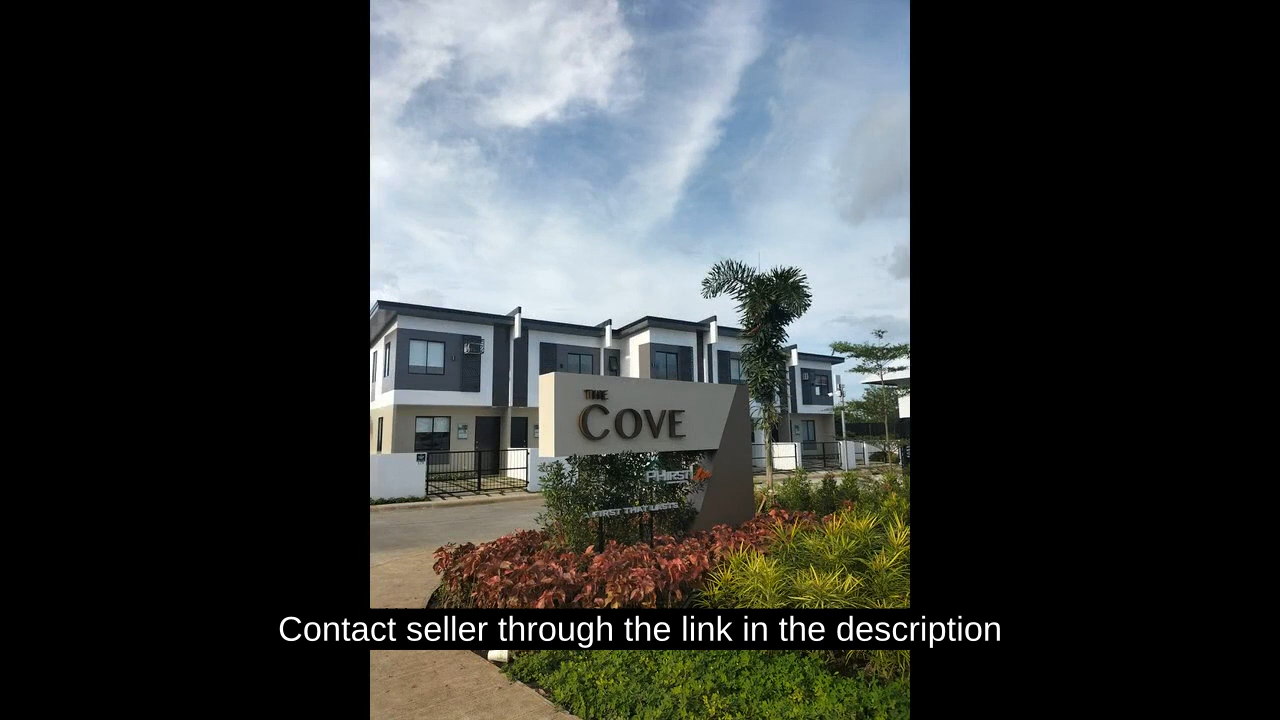 THE
COVE
PHIRST
FIRST THAT LASTS
Contact seller through the link in the description